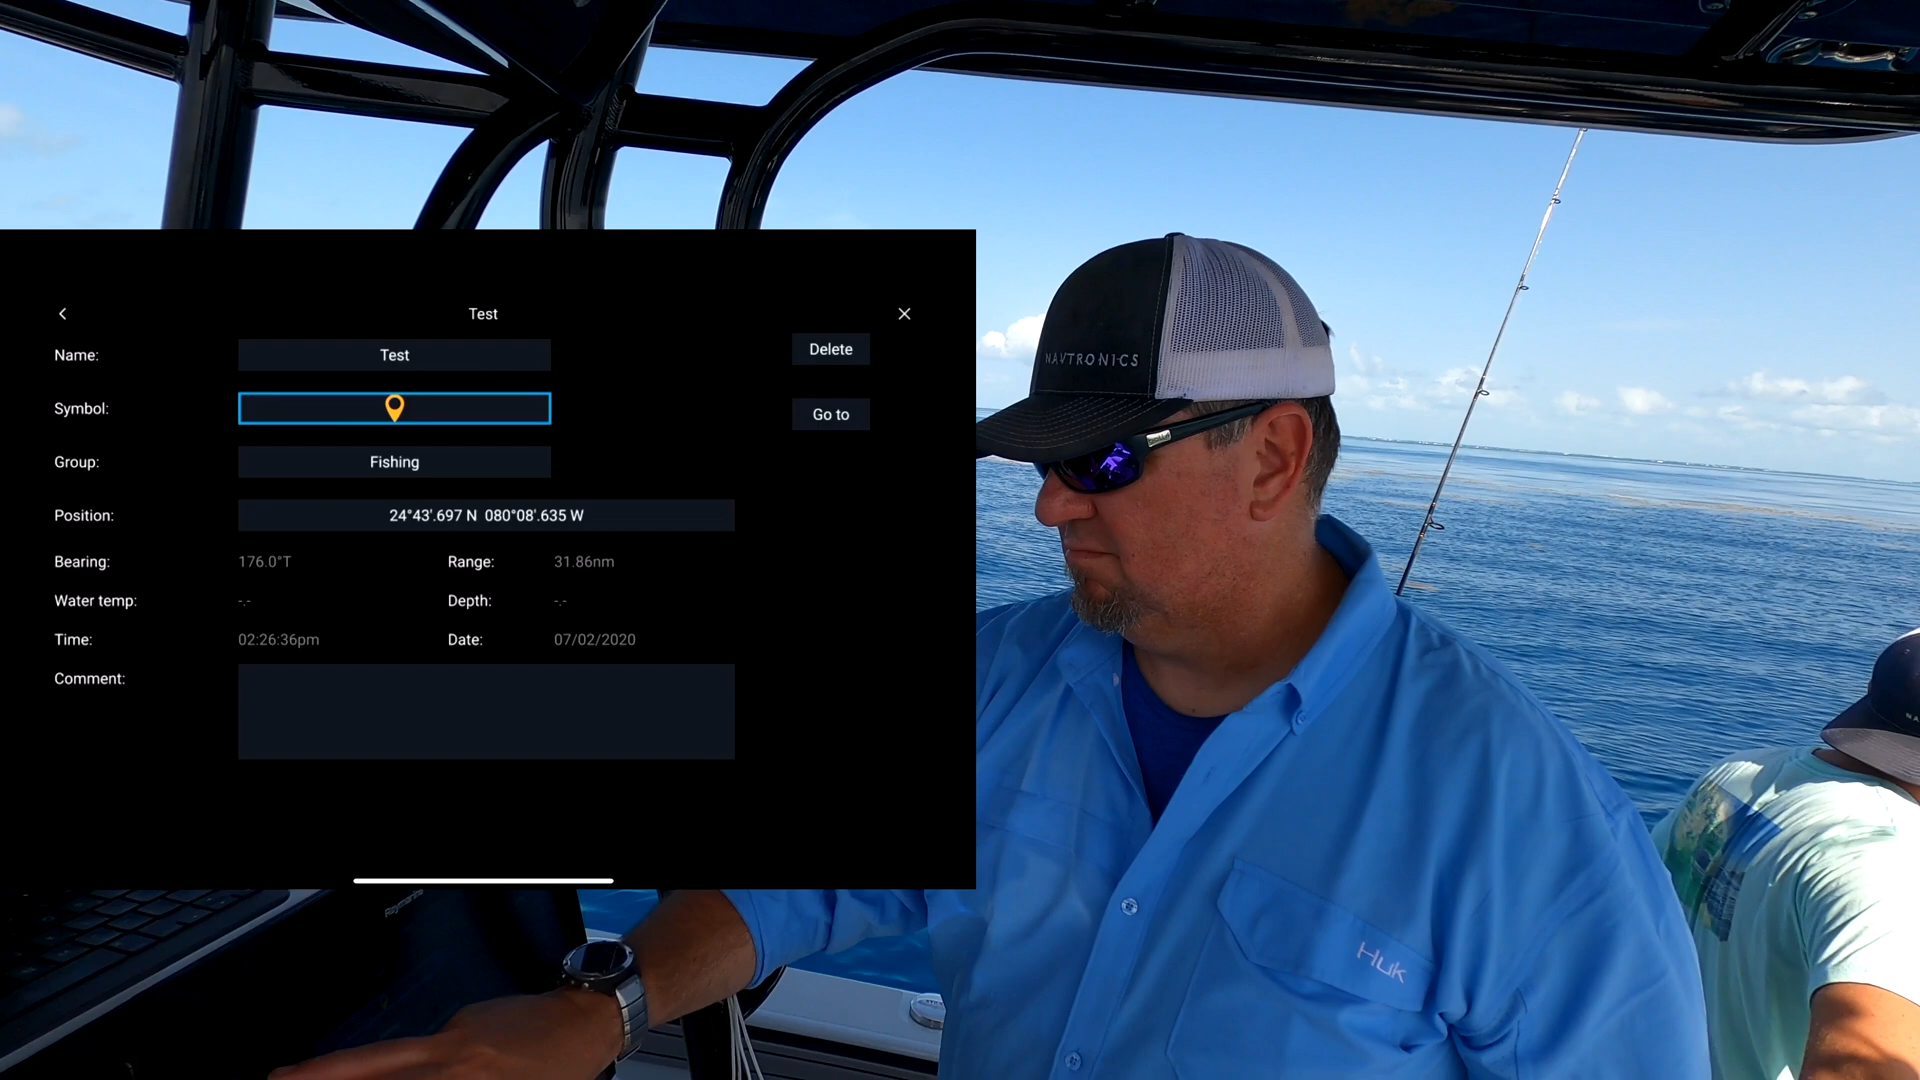 Test
Name: Test
Delete
Symbol:
Go to
Group: Fishing
Position: 24°43'.697 N 080°08'.635 W
Bearing: 176.0°T Range: 31.86nm
Water temp: -.- Depth: -.-
Time: 02:26:36pm Date: 07/02/2020
Comment:
NAVTRONICS
Raymarine
Huk